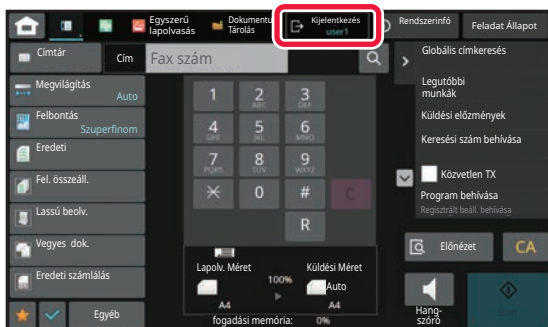 Egyszerű
lapolvasás
Dokumentu
Tárolás
Kijelentkezés
user1
Rendszerinfó
Feladat Állapot
Címtár
Cím
Fax szám
Globális címkeresés
Megvilágítás
Auto
Legutóbbi
munkák
Felbontás
Szuperfinom
Küldési előzmények
Eredeti
Keresési szám behívása
Fel. összeáll.
Közvetlen TX
Lassú beolv.
Program behívása
Regisztrált beáll. behívása
Vegyes dok.
Eredeti számlálás
Egyéb
1
2
ABC
3
DEF
4
GHI
5
JKL
6
MNO
7
PQRS
8
TUV
9
WXYZ
0
#
C
R
Lapolv. Méret
100%
Küldési Méret
Auto
A4
A4
fogadási memória: 0%
Előnézet
CA
Hang-
szóró
Start